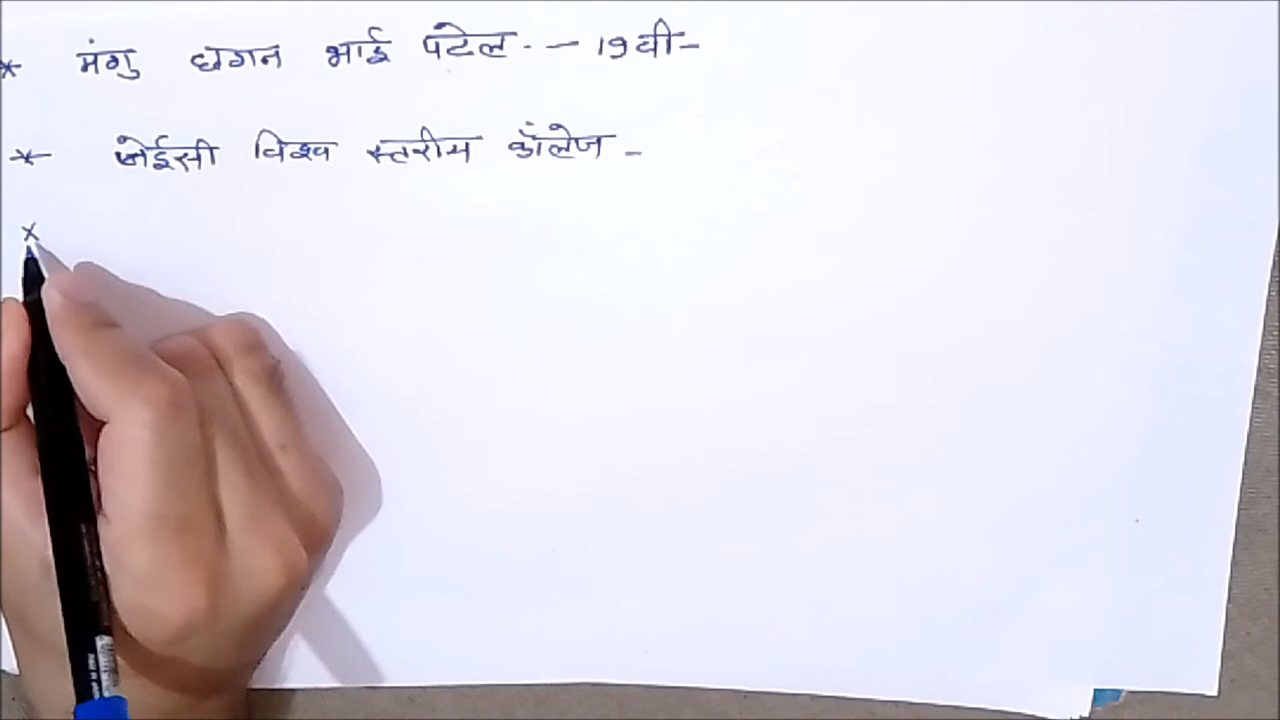 * मंगु छगन भाई पटेल - - 19वी -
* जेईसी विश्व स्तरीय कॉलेज -
*